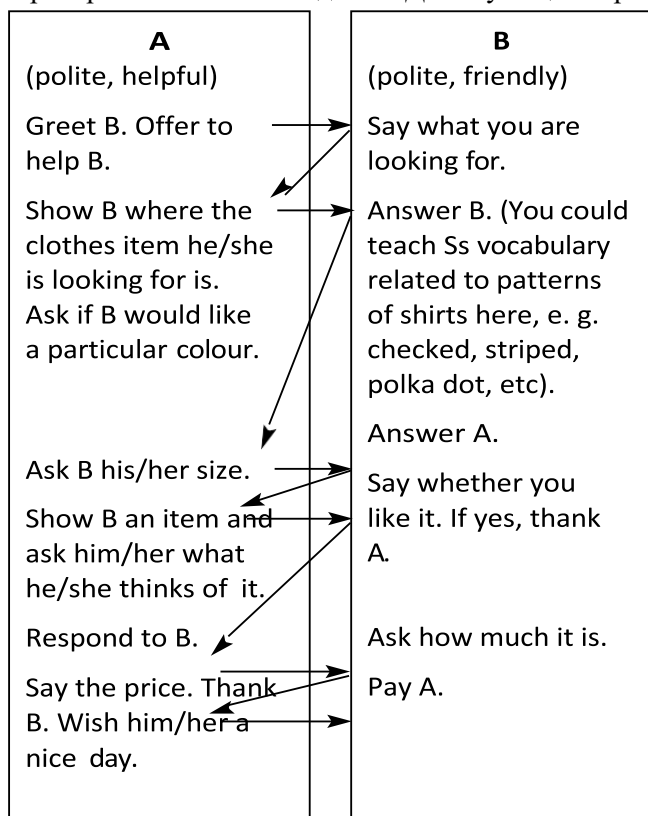 A
(polite, helpful)
Greet B. Offer to
help B.
Show B where the
clothes item he/she
is looking for is.
Ask if B would like
a particular colour.
Ask B his/her size.
Show B an item and
ask him/her what
he/she thinks of it.
Respond to B.
Say the price. Thank
B. Wish him/her a
nice day.
B
(polite, friendly)
Say what you are
looking for.
Answer B. (You could
teach Ss vocabulary
related to patterns
of shirts here, e. g.
checked, striped,
polka dot, etc).
Answer A.
Say whether you
like it. If yes, thank
A.
Ask how much it is.
Pay A.